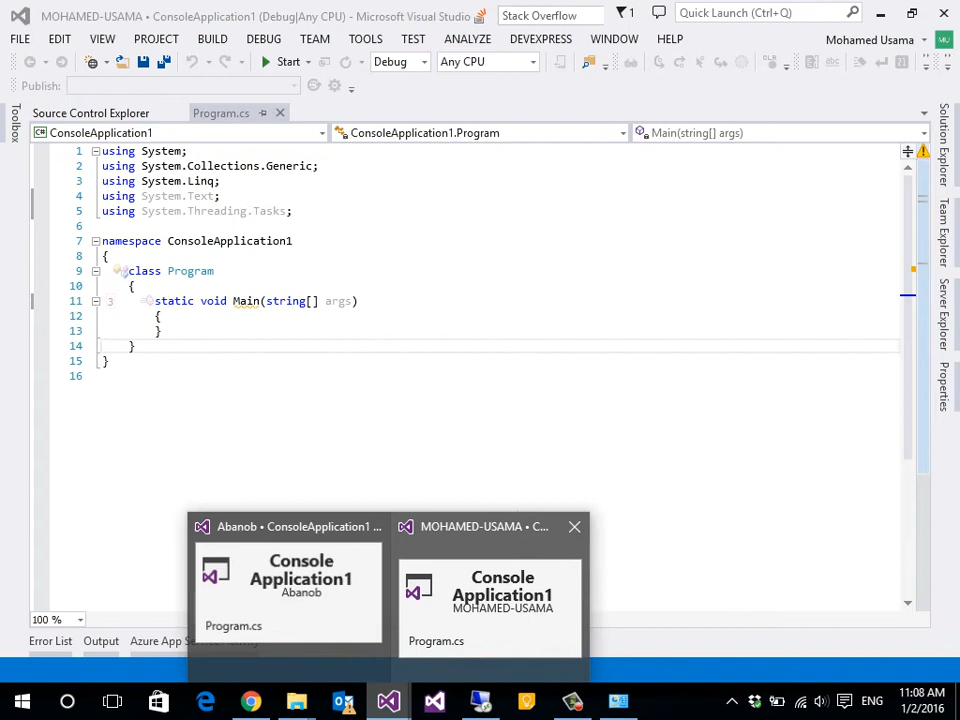 MOHAMED-USAMA • ConsoleApplication1 (Debug|Any CPU) - Microsoft Visual Studio
Stack Overflow
1
Quick Launch (Ctrl+Q)
FILE EDIT VIEW PROJECT BUILD DEBUG TEAM TOOLS TEST ANALYZE DEVEXPRESS WINDOW HELP
Mohamed Usama
MU
Start
Debug
Any CPU
Publish:
Toolbox
Source Control Explorer
Program.cs
ConsoleApplication1
ConsoleApplication1.Program
Main(string[] args)
1 using System;
2 using System.Collections.Generic;
3 using System.Linq;
4 using System.Text;
5 using System.Threading.Tasks;
6
7 namespace ConsoleApplication1
8 {
9 class Program
10 {
11 3 static void Main(string[] args)
12 {
13 }
14 }
15 }
16
Solution Explorer
Team Explorer
Server Explorer
Properties
100 %
Error List Output Azure App Service Activity
Abanob • ConsoleApplication1 ...
Console
Application1
Abanob
Program.cs
MOHAMED-USAMA • C...
Console
Application1
MOHAMED-USAMA
Program.cs
ENG
11:08 AM
1/2/2016